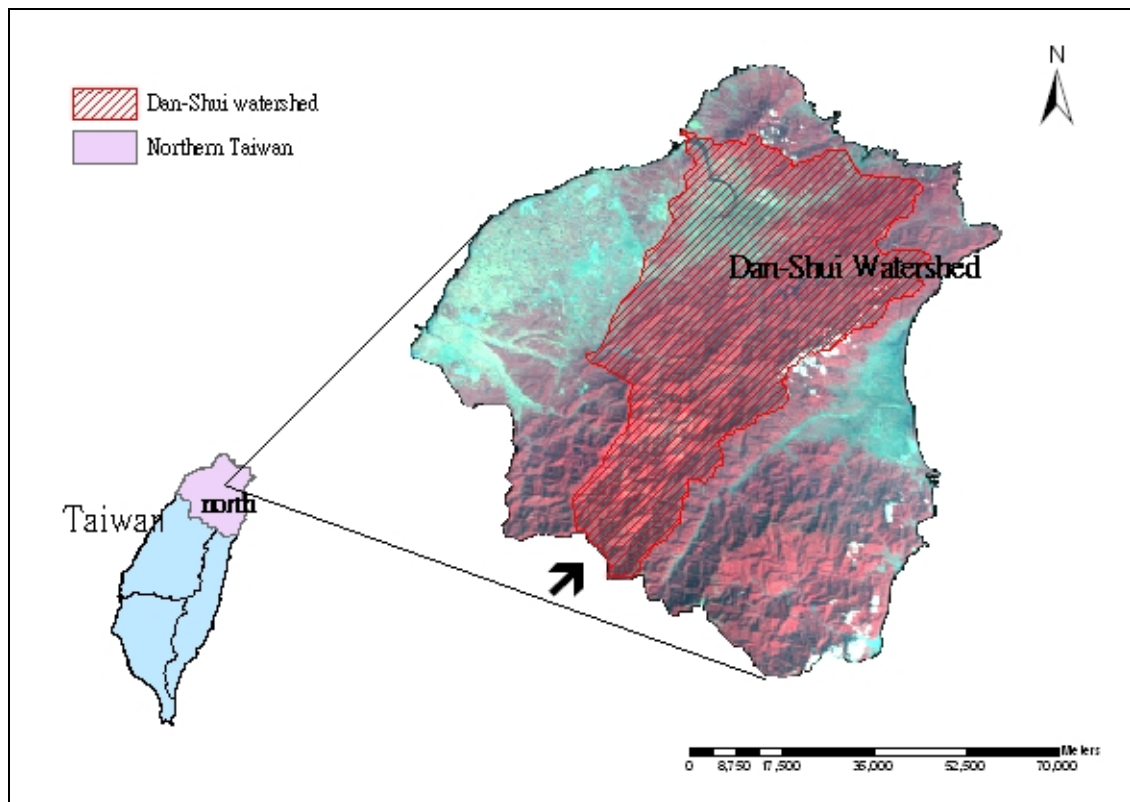 N
Dan-Shui watershed
Northern Taiwan
Dan-Shui Watershed
north
Taiwan
Meters
0 8,750 17,500 35,000 52,500 70,000